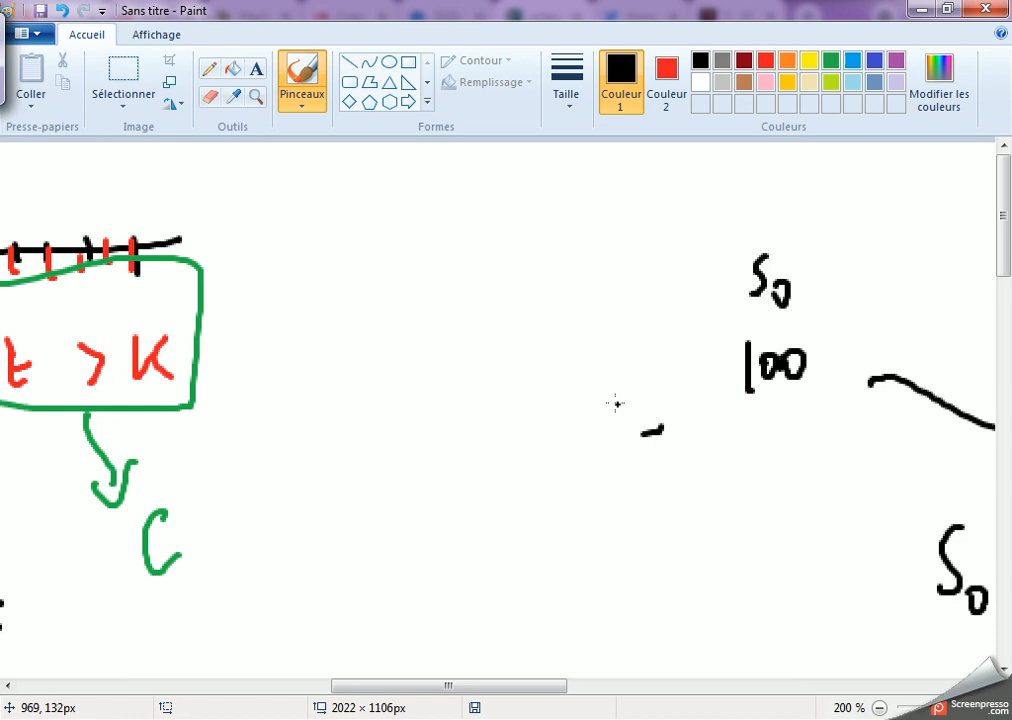 Sans titre - Paint
Accueil Affichage
Coller
Sélectionner
A
Pinceaux
Contour
Remplissage
Taille
Couleur 1
Couleur 2
Modifier les couleurs
Presse-papiers Image Outils Formes Couleurs
S0
100
t > K
C
S0
969, 132px 2022 × 1106px 200 %
Screenpresso.com